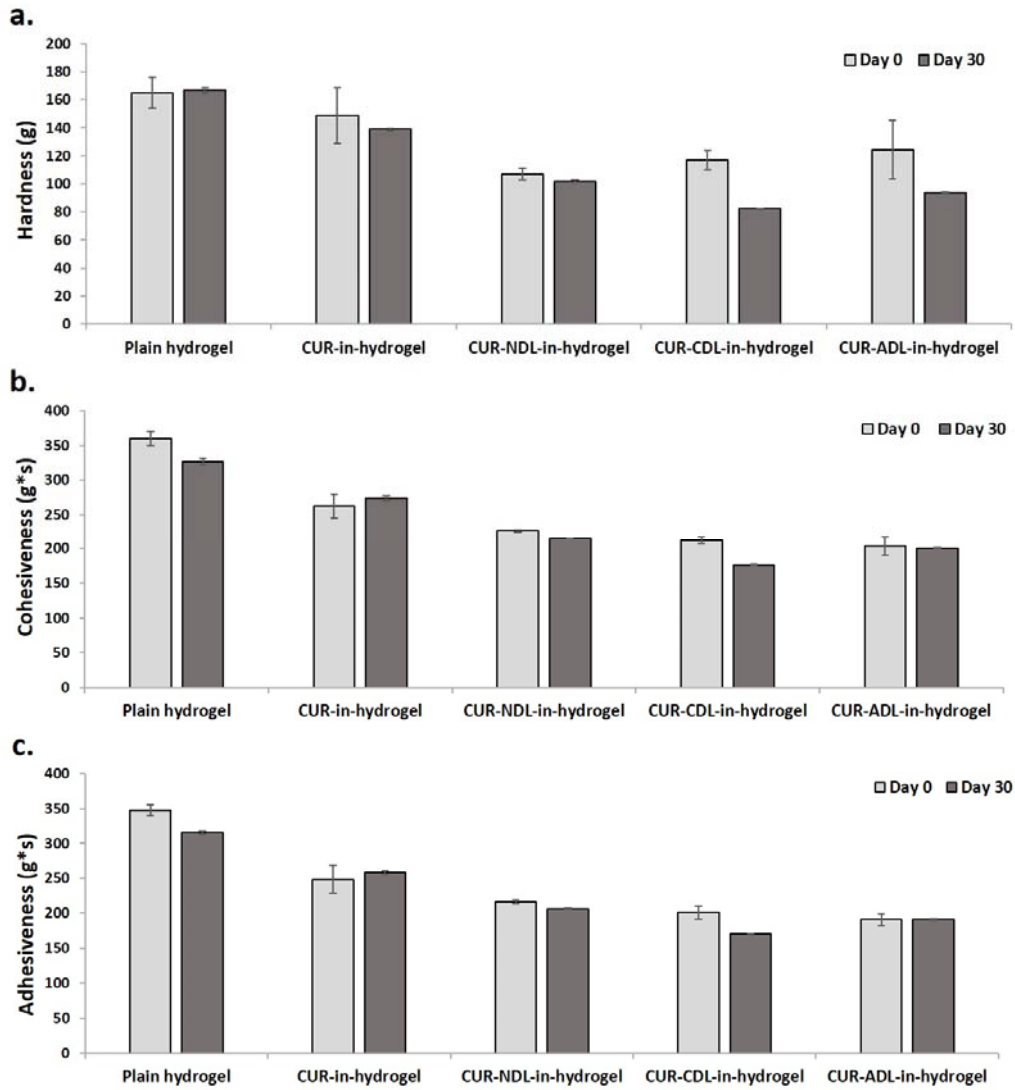 a.
Hardness (g)
200
180
160
140
120
100
80
60
40
20
0
Day 0 Day 30
Plain hydrogel CUR-in-hydrogel CUR-NDL-in-hydrogel CUR-CDL-in-hydrogel CUR-ADL-in-hydrogel
b.
Cohesiveness (g*s)
400
350
300
250
200
150
100
50
0
Day 0 Day 30
Plain hydrogel CUR-in-hydrogel CUR-NDL-in-hydrogel CUR-CDL-in-hydrogel CUR-ADL-in-hydrogel
c.
Adhesiveness (g*s)
400
350
300
250
200
150
100
50
0
Day 0 Day 30
Plain hydrogel CUR-in-hydrogel CUR-NDL-in-hydrogel CUR-CDL-in-hydrogel CUR-ADL-in-hydrogel